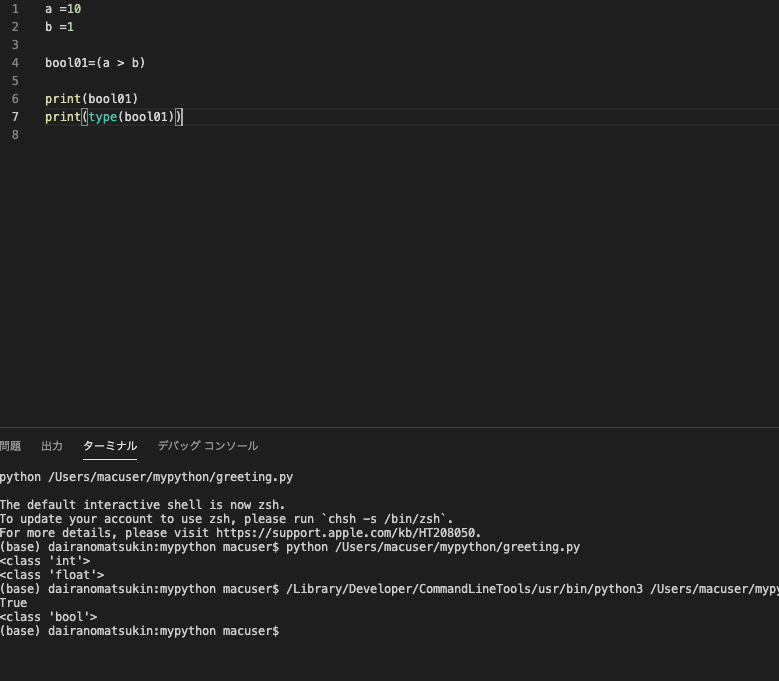 1 a =10
2 b =1
3
4 bool01=(a > b)
5
6 print(bool01)
7 print(type(bool01))
8
問題 出力 ターミナル デバッグ コンソール
python /Users/macuser/mypython/greeting.py
The default interactive shell is now zsh.
To update your account to use zsh, please run `chsh -s /bin/zsh`.
For more details, please visit https://support.apple.com/kb/HT208050.
(base) dairanomatsukin:mypython macuser$ python /Users/macuser/mypython/greeting.py
<class 'int'>
<class 'float'>
(base) dairanomatsukin:mypython macuser$ /Library/Developer/CommandLineTools/usr/bin/python3 /Users/macuser/mypy
True
<class 'bool'>
(base) dairanomatsukin:mypython macuser$